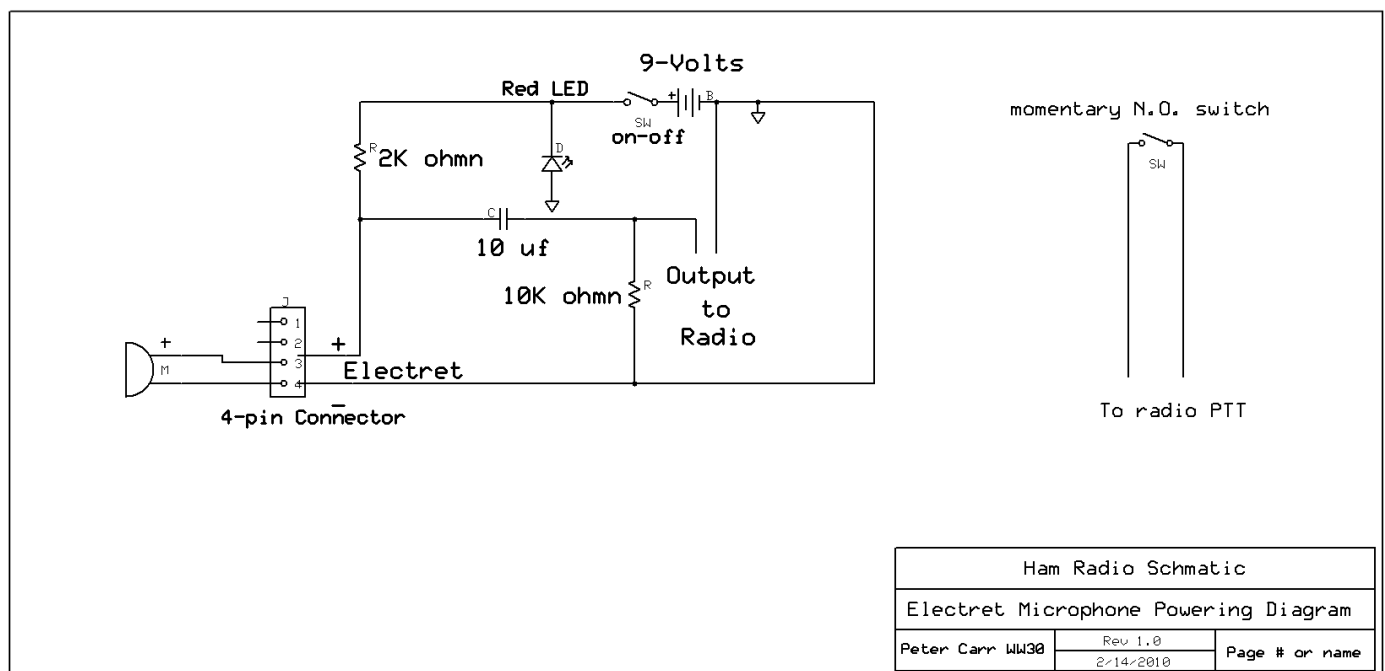 9-Volts
Red LED
+
B
SW
on-off
momentary N.O. switch
SW
R
2K ohmn
D
C
10 uf
10K ohmn
R
Output
to
Radio
J
1
2
3
4
+
M
+
Electret
−
4-pin Connector
To radio PTT
Ham Radio Schmatic
Electret Microphone Powering Diagram
Peter Carr WW3O
Rev 1.0
2/14/2010
Page # or name